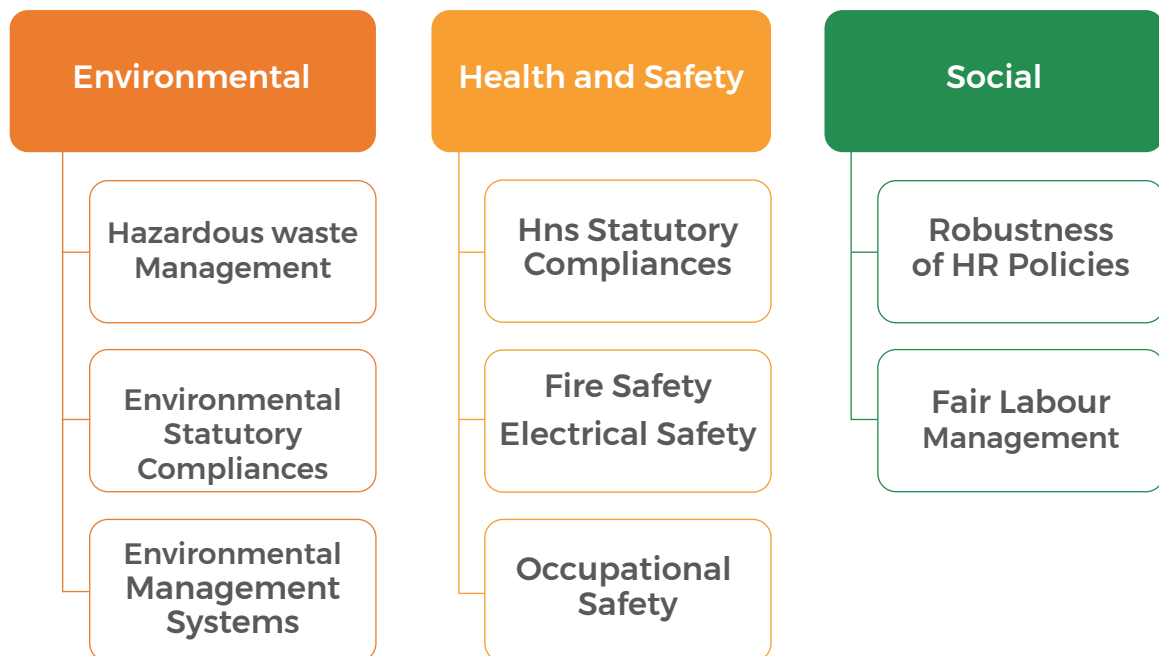 Environmental
Hazardous waste
Management
Environmental
Statutory
Compliances
Environmental
Management
Systems
Health and Safety
Hns Statutory
Compliances
Fire Safety
Electrical Safety
Occupational
Safety
Social
Robustness
of HR Policies
Fair Labour
Management